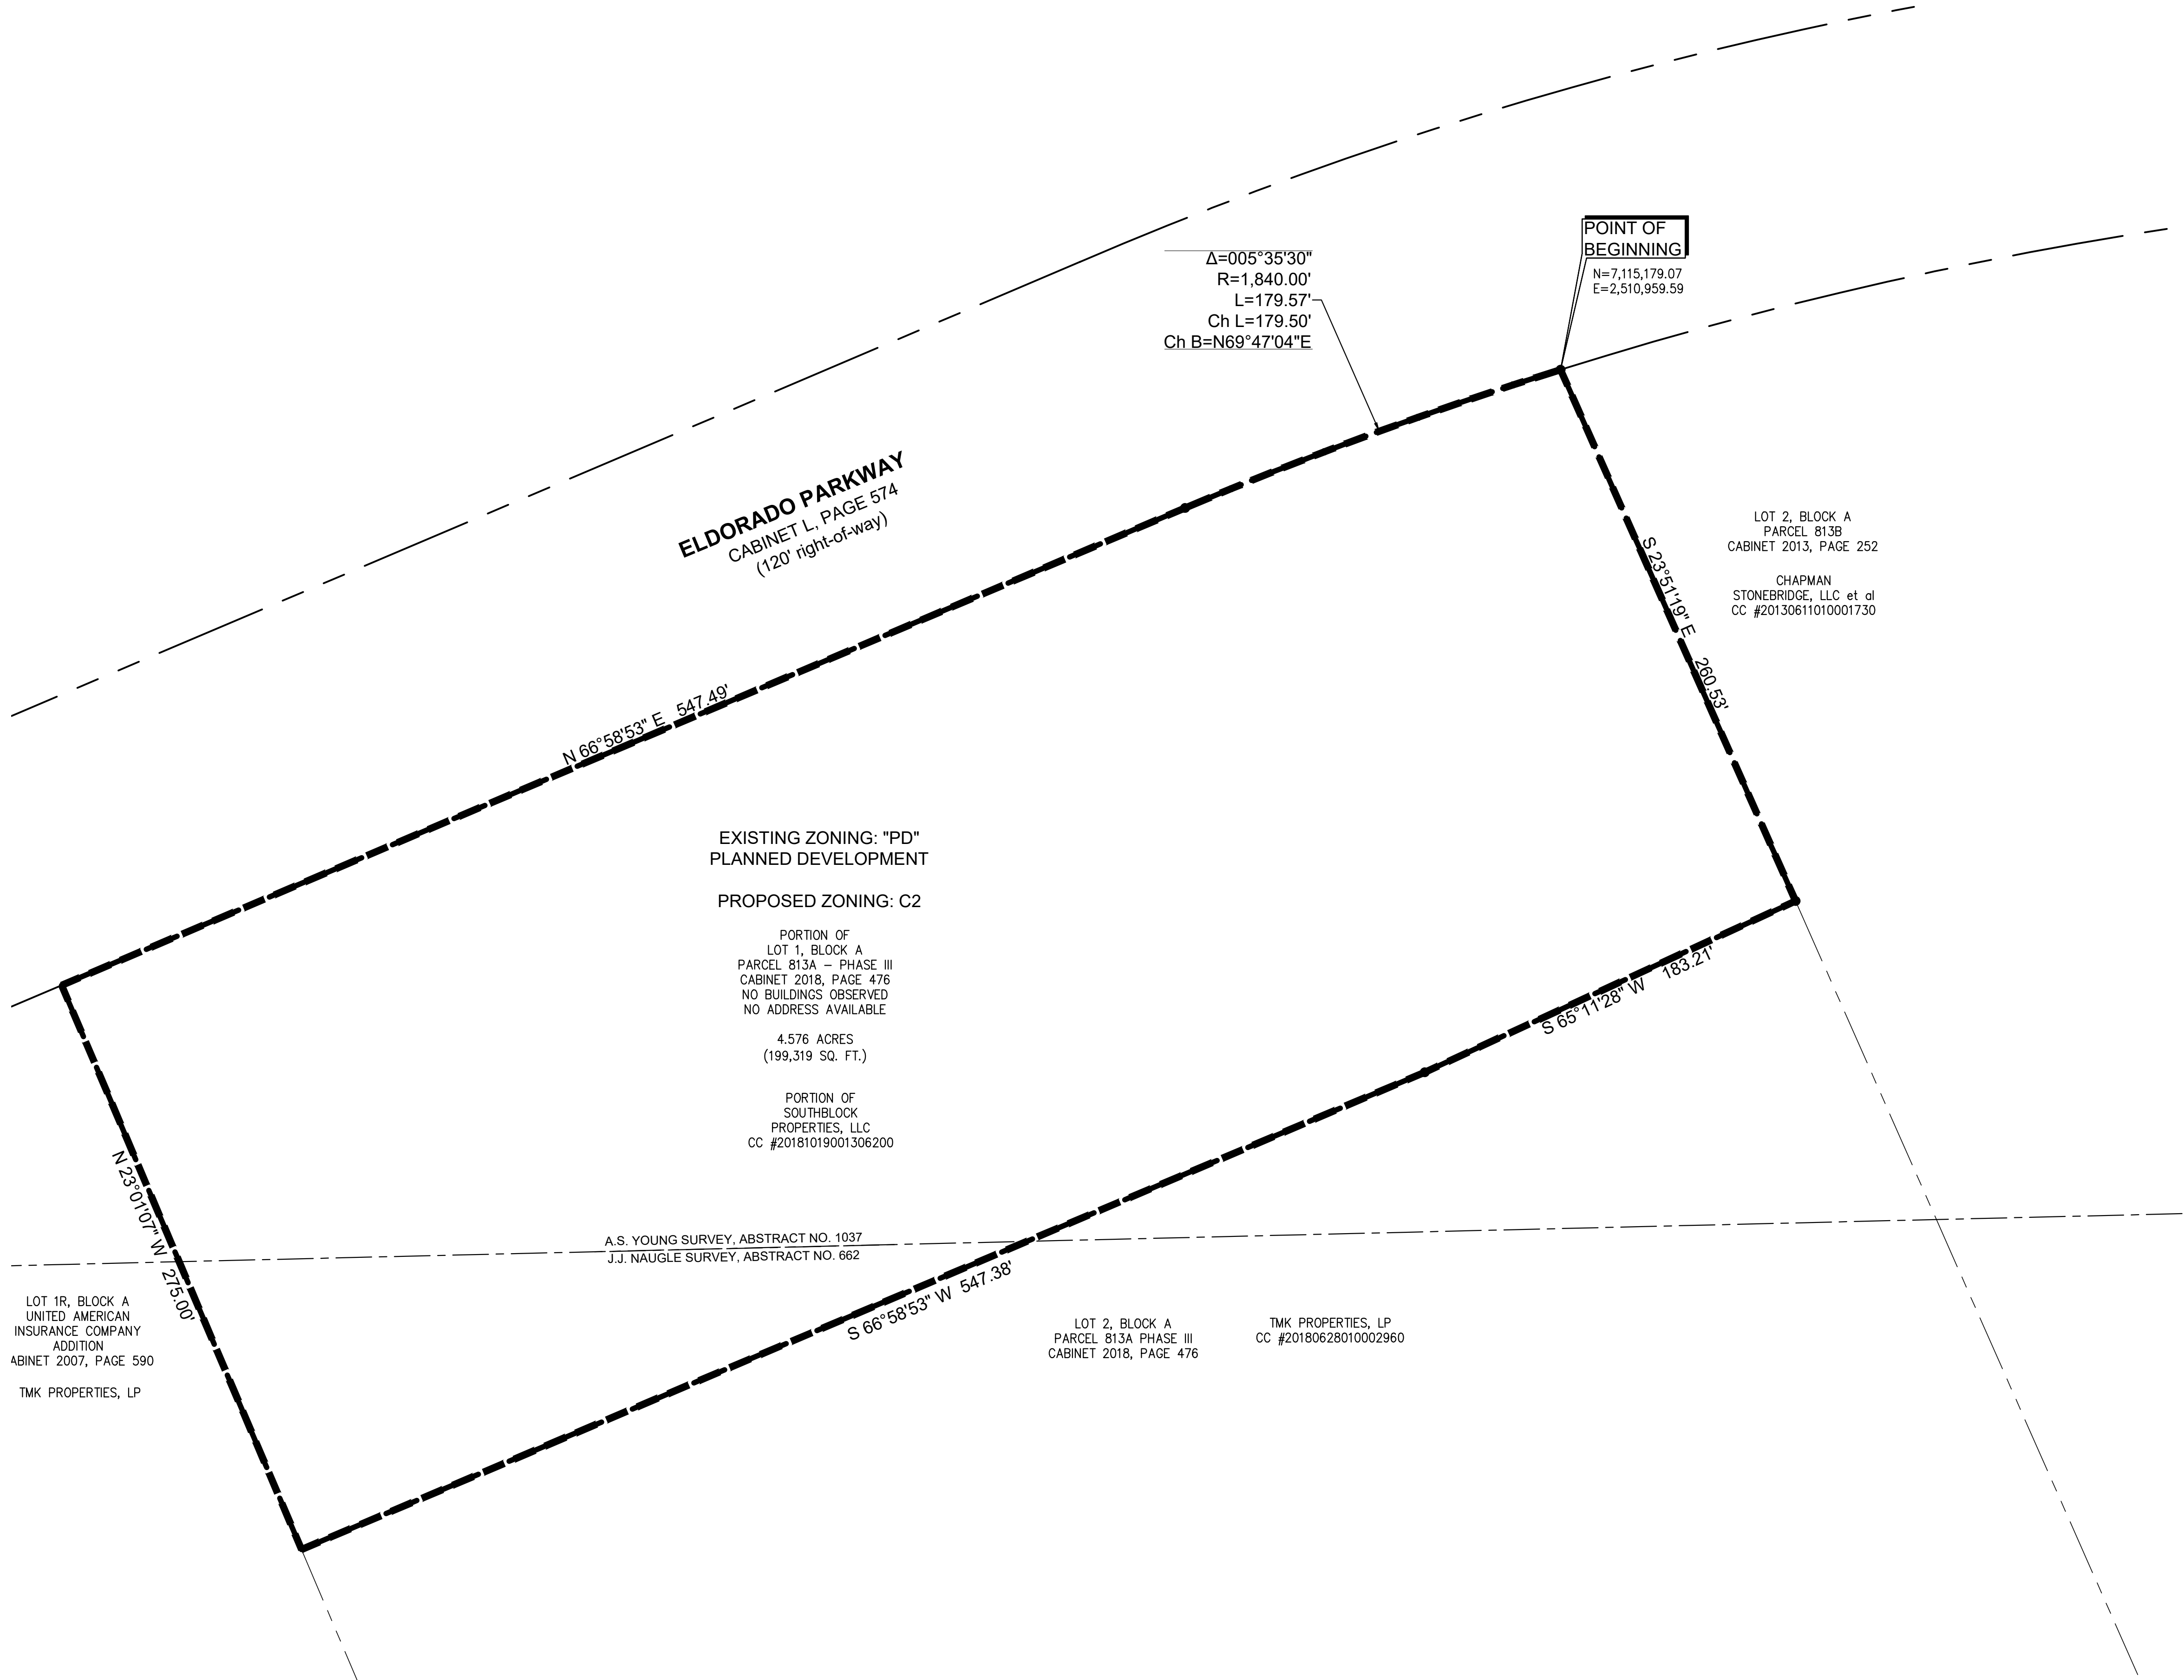 POINT OF
BEGINNING
N=7,115,179.07
E=2,510,959.59
Δ=005°35'30"
R=1,840.00'
L=179.57'
Ch L=179.50'
Ch B=N69°47'04"E
ELDORADO PARKWAY
CABINET L, PAGE 574
(120' right-of-way)
LOT 2, BLOCK A
PARCEL 813B
CABINET 2013, PAGE 252
CHAPMAN
STONEBRIDGE, LLC et al
CC #20130611010001730
S 23°51'19" E 260.53'
N 66°58'53" E 547.49'
EXISTING ZONING: "PD"
PLANNED DEVELOPMENT
PROPOSED ZONING: C2
PORTION OF
LOT 1, BLOCK A
PARCEL 813A – PHASE III
CABINET 2018, PAGE 476
NO BUILDINGS OBSERVED
NO ADDRESS AVAILABLE
4.576 ACRES
(199,319 SQ. FT.)
PORTION OF
SOUTHBLOCK
PROPERTIES, LLC
CC #20181019001306200
S 65°11'28" W 183.21'
N 23°01'07" W 275.00'
A.S. YOUNG SURVEY, ABSTRACT NO. 1037
J.J. NAUGLE SURVEY, ABSTRACT NO. 662
S 66°58'53" W 547.38'
LOT 1R, BLOCK A
UNITED AMERICAN
INSURANCE COMPANY
ADDITION
ABINET 2007, PAGE 590
TMK PROPERTIES, LP
LOT 2, BLOCK A
PARCEL 813A PHASE III
CABINET 2018, PAGE 476
TMK PROPERTIES, LP
CC #20180628010002960